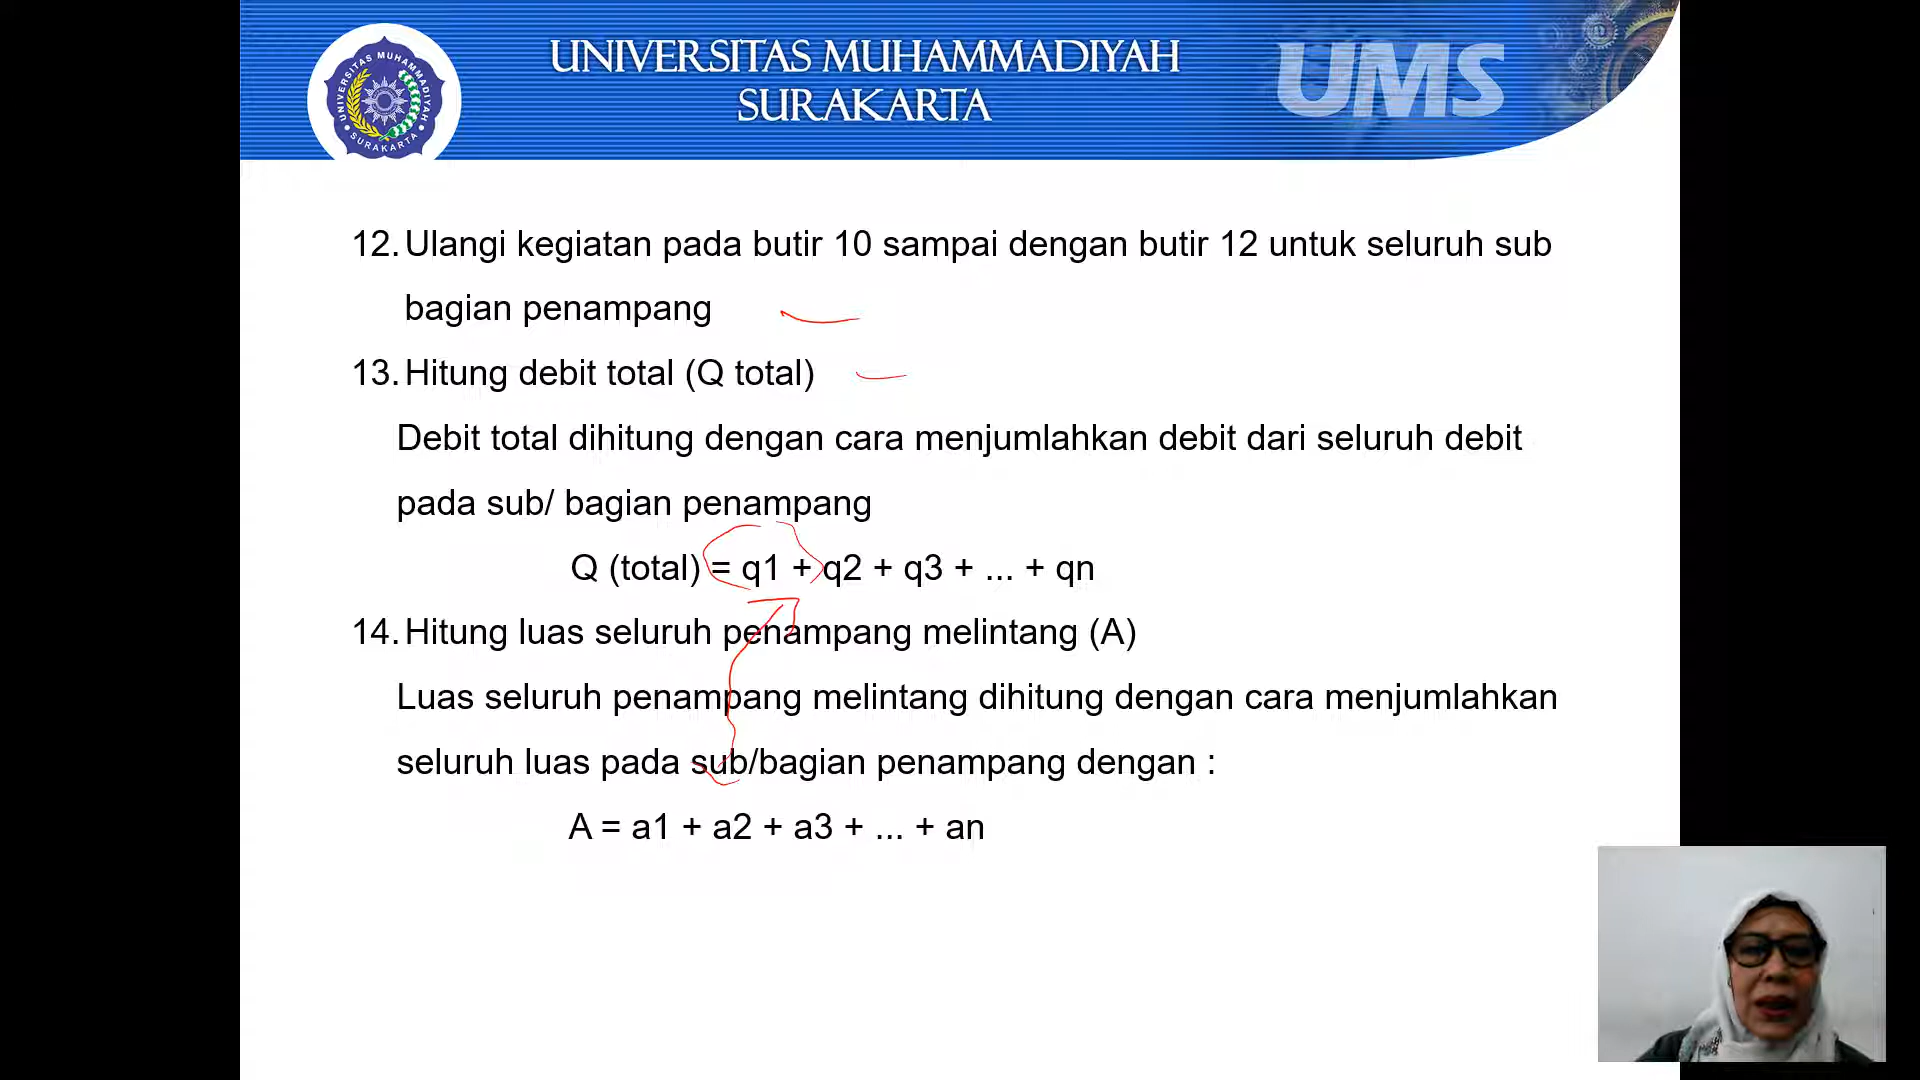 UNIVERSITAS MUHAMMADIYAH
SURAKARTA
UMS
UNIVERSITAS MUHAMMADIYAH
SURAKARTA
12. Ulangi kegiatan pada butir 10 sampai dengan butir 12 untuk seluruh sub
bagian penampang
13. Hitung debit total (Q total)
Debit total dihitung dengan cara menjumlahkan debit dari seluruh debit
pada sub/ bagian penampang
Q (total) = q1 + q2 + q3 + ... + qn
14. Hitung luas seluruh penampang melintang (A)
Luas seluruh penampang melintang dihitung dengan cara menjumlahkan
seluruh luas pada sub/bagian penampang dengan :
A = a1 + a2 + a3 + ... + an